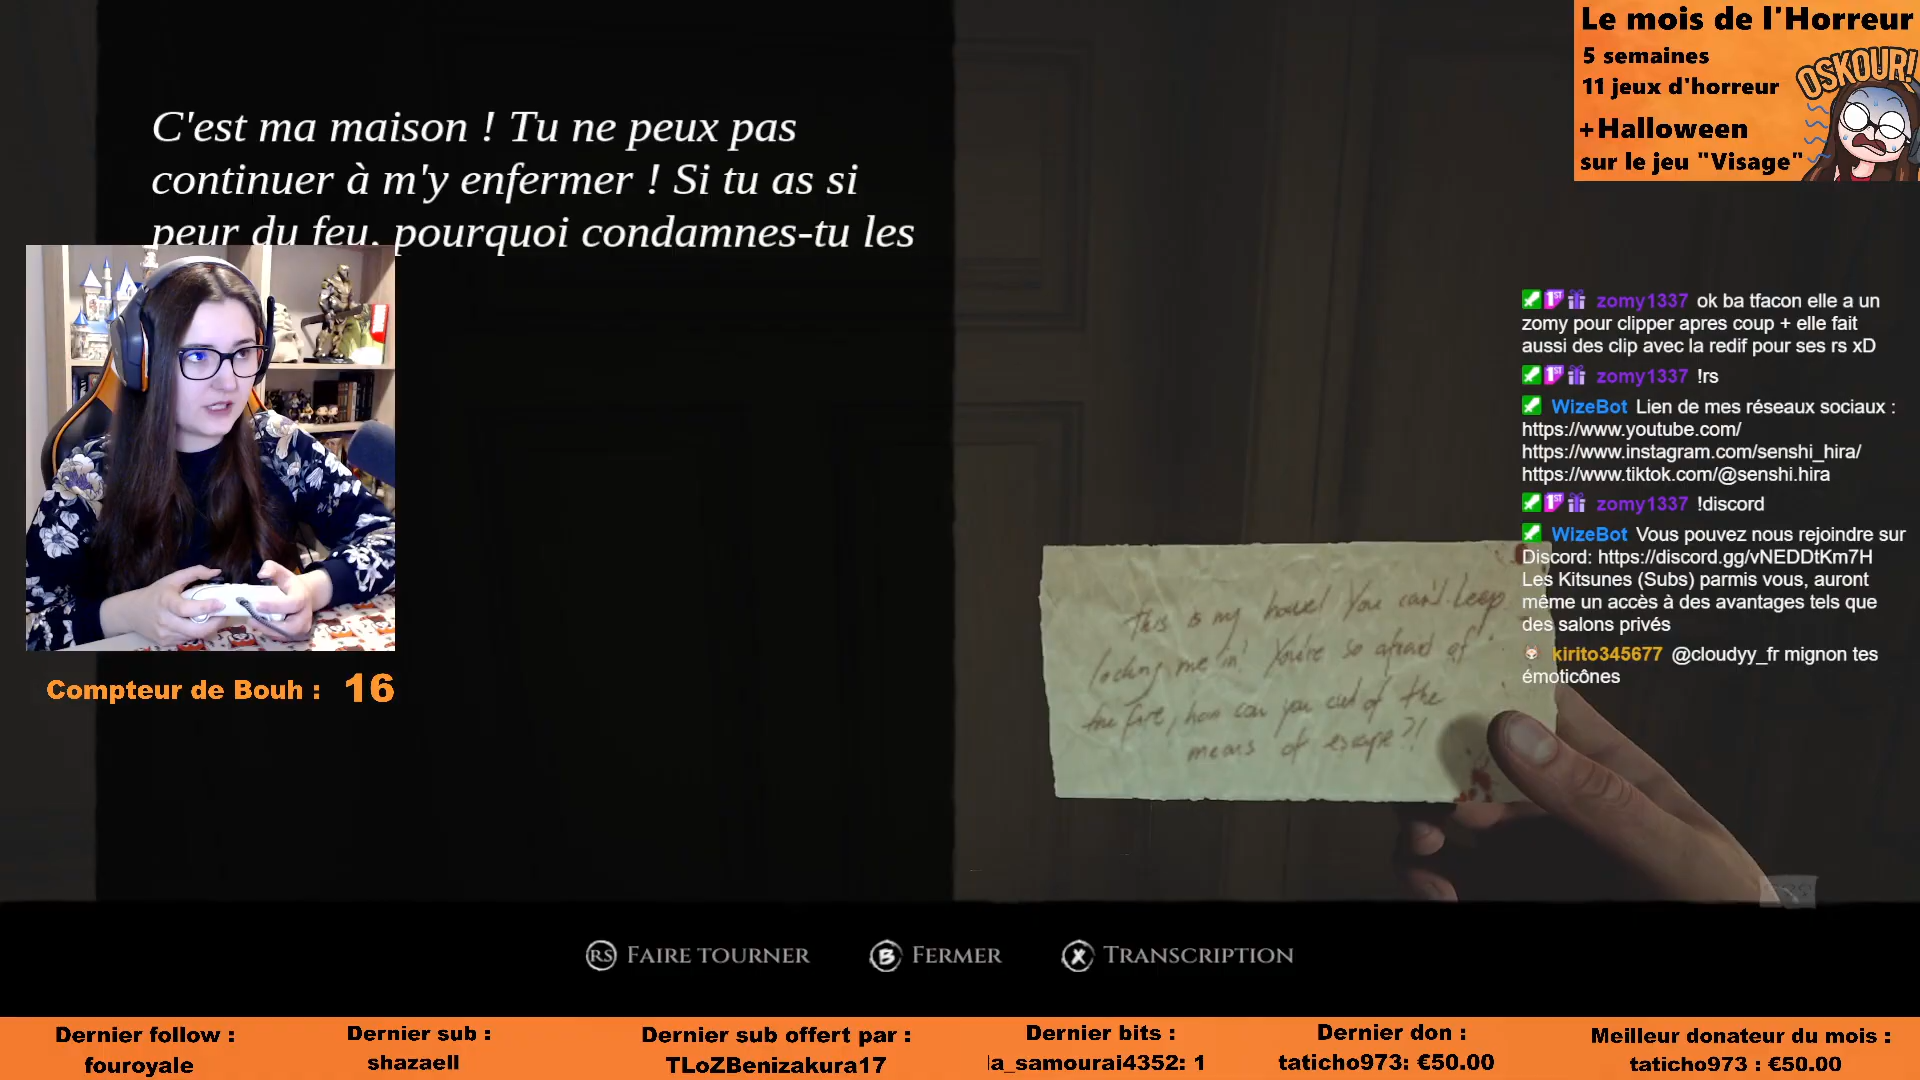 C'est ma maison ! Tu ne peux pas
continuer à m'y enfermer ! Si tu as si
peur du feu, pourquoi condamnes-tu les
Le mois de l'Horreur
5 semaines
11 jeux d'horreur
+Halloween
sur le jeu "Visage"
OSKOUR!
zomy1337 ok ba tfacon elle a un
zomy pour clipper apres coup + elle fait
aussi des clip avec la redif pour ses rs xD
zomy1337 !rs
WizeBot Lien de mes réseaux sociaux :
https://www.youtube.com/
https://www.instagram.com/senshi_hira/
https://www.tiktok.com/@senshi.hira
zomy1337 !discord
WizeBot Vous pouvez nous rejoindre sur
Discord: https://discord.gg/vNEDDtKm7H
Les Kitsunes (Subs) parmis vous, auront
même un accès à des avantages tels que
des salons privés
kirito345677 @cloudyy_fr mignon tes
émoticônes
This is my house! You can't keep
locking me in! You're so afraid of
the fire, how can you cut of the
means of escape?!
Compteur de Bouh : 16
RS FAIRE TOURNER
B FERMER
X TRANSCRIPTION
Dernier follow :
fouroyale
Dernier sub :
shazaell
Dernier sub offert par :
TLoZBenizakura17
Dernier bits :
la_samourai4352: 1
Dernier don :
taticho973: €50.00
Meilleur donateur du mois :
taticho973 : €50.00